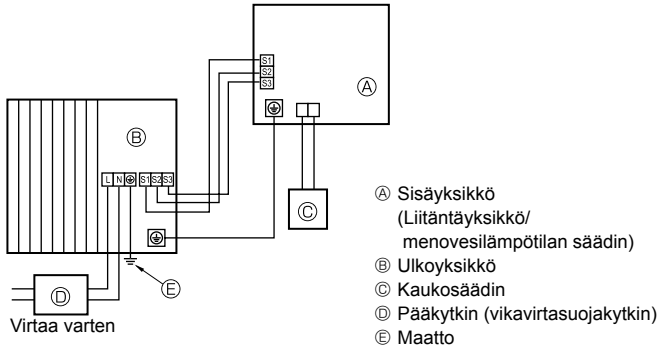 S1
S2
S3
Ⓐ
Ⓑ
L N S1 S2 S3
Ⓒ
Ⓓ
Ⓔ
Virtaa varten
Ⓐ Sisäyksikkö
(Liitäntäyksikkö/
menovesilämpötilan säädin)
Ⓑ Ulkoyksikkö
Ⓒ Kaukosäädin
Ⓓ Pääkytkin (vikavirtasuojakytkin)
Ⓔ Maatto